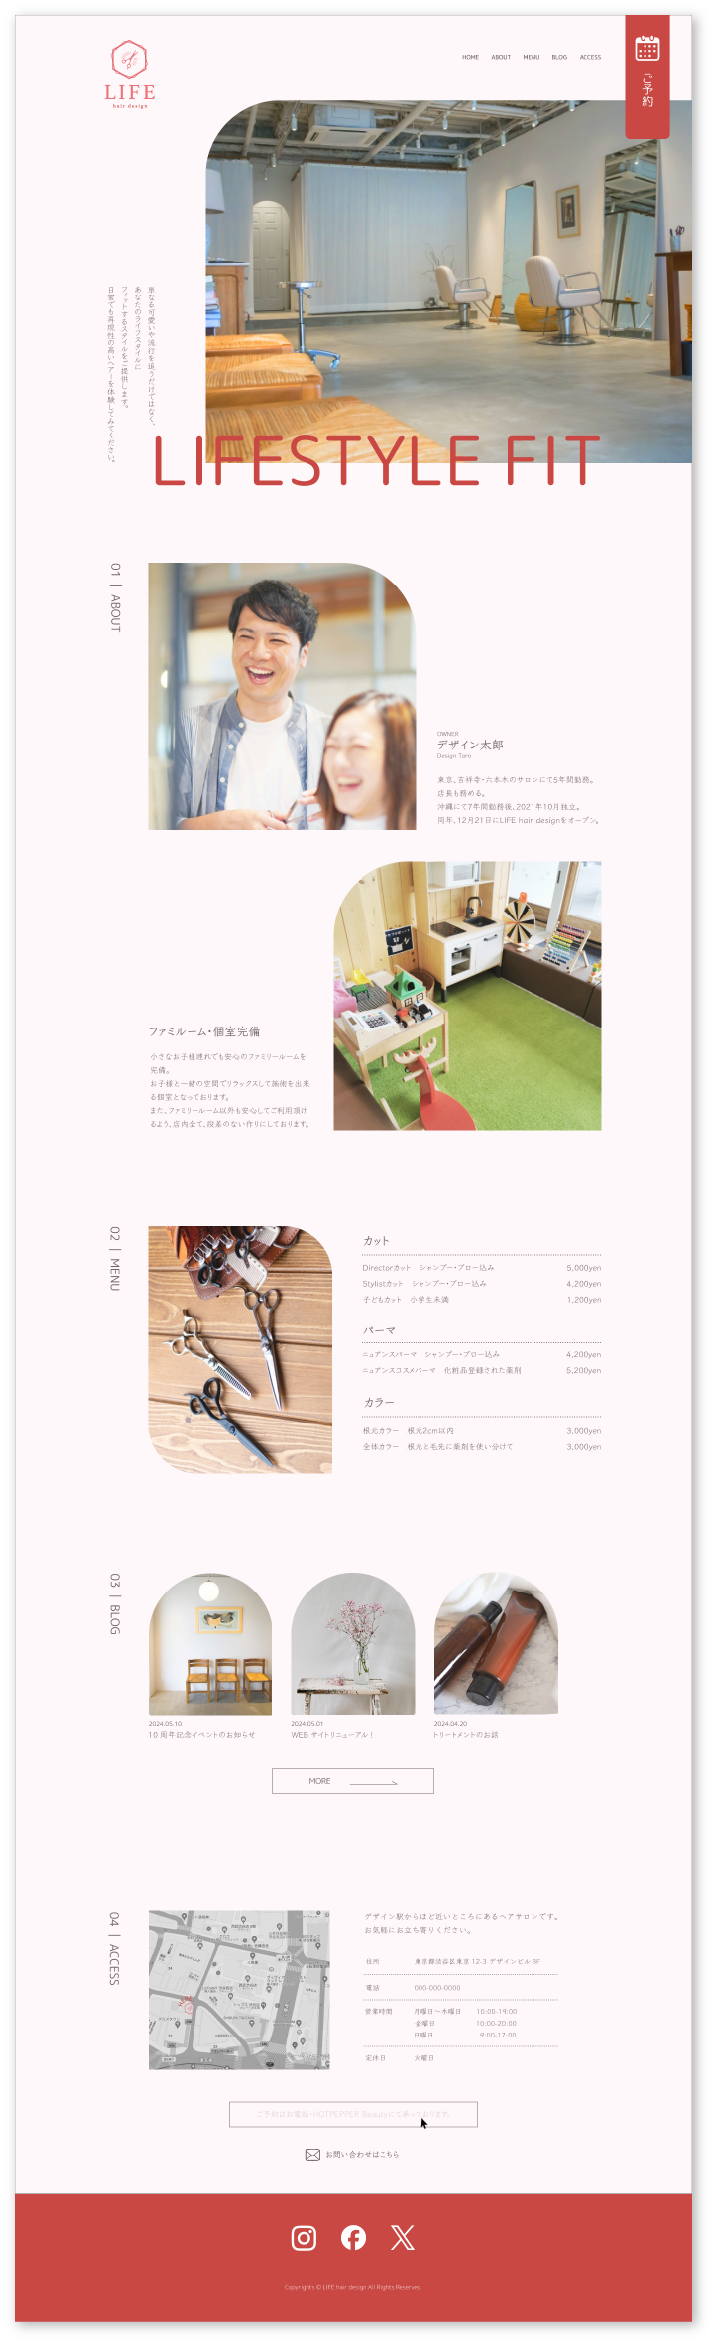 LIFE
hair design
HOME ABOUT MENU BLOG ACCESS
ご予約
単なる可愛いや流行を追うだけではなく、
あなたのライフスタイルに
フィットするスタイルをご提供します。
日常でも再現性の高いヘアーを体験してみてください。
LIFESTYLE FIT
01 | ABOUT
OWNER
デザイン太郎
Design Taro
東京、吉祥寺・六本木のサロンにて5年間勤務。
店長も務める。
沖縄にて7年間勤務後、2021年10月独立。
同年、12月21日にLIFE hair designをオープン。
ファミルーム・個室完備
小さなお子様連れでも安心のファミリールームを
完備。
お子様と一緒の空間でリラックスして施術を出来
る個室となっております。
また、ファミリールーム以外も安心してご利用頂け
るよう、店内全て、段差のない作りにしております。
02 | MENU
カット
Directorカット シャンプー・ブロー込み 5,000yen
Stylistカット シャンプー・ブロー込み 4,200yen
子どもカット 小学生未満 1,200yen
パーマ
ニュアンスパーマ シャンプー・ブロー込み 4,200yen
ニュアンスコスメパーマ 化粧品登録された薬剤 5,200yen
カラー
根元カラー 根元2cm以内 3,000yen
全体カラー 根元と毛先に薬剤を使い分けて 3,000yen
03 | BLOG
2024.05.10
10周年記念イベントのお知らせ
2024.05.01
WEBサイトリニューアル！
2024.04.20
トリートメントのお話
MORE
04 | ACCESS
デザイン駅からほど近いところにあるヘアサロンです。
お気軽にお立ち寄りください。
住所 東京都渋谷区東京 12-3 デザインビル 5F
電話 000-000-0000
営業時間 月曜日〜木曜日 10:00-19:00
金曜日 10:00-20:00
日曜日 9:00-17:00
定休日 火曜日
ご予約はお電話・HOTPEPPER Beautyにて承っております。
お問い合わせはこちら
Copyrights © LIFE hair design All Rights Reserves